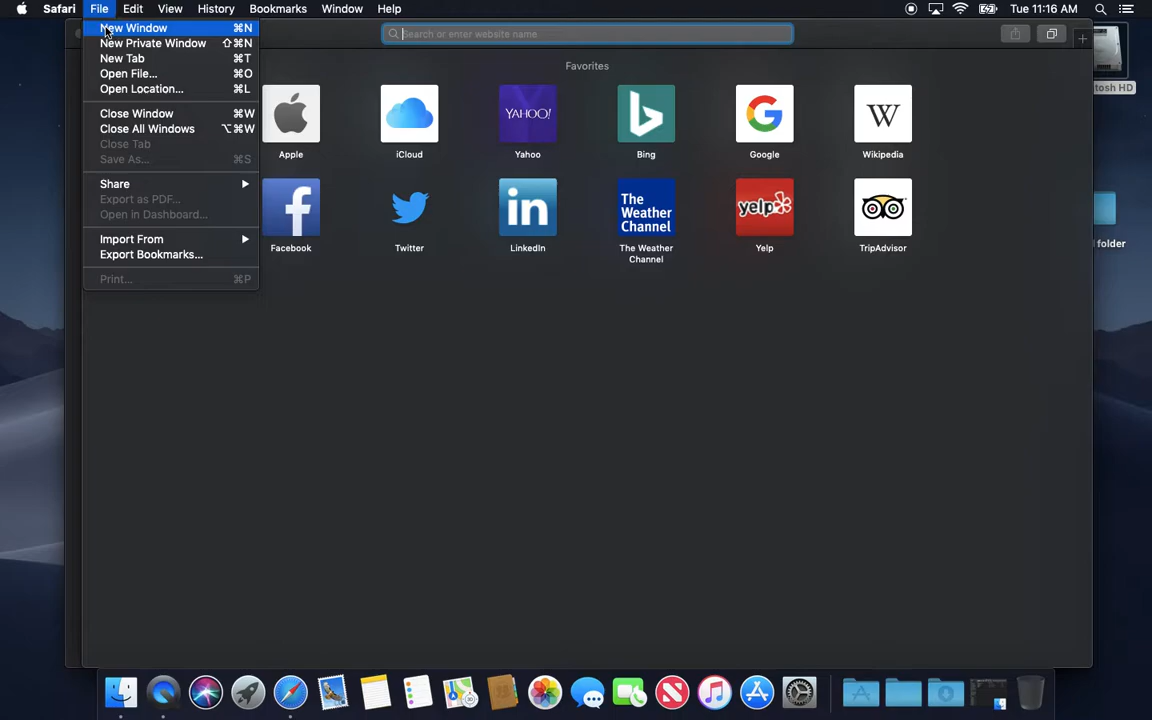 Safari File Edit View History Bookmarks Window Help Tue 11:16 AM
New Window ⌘N
New Private Window ⇧⌘N
New Tab ⌘T
Open File... ⌘O
Open Location... ⌘L
Close Window ⌘W
Close All Windows ⌥⌘W
Close Tab
Save As... ⌘S
Share
Export as PDF...
Open in Dashboard...
Import From
Export Bookmarks...
Print... ⌘P
Search or enter website name
Favorites
YAHOO!
G
W
Apple iCloud Yahoo Bing Google Wikipedia
f
in
The
Weather
Channel
yelp
Facebook Twitter LinkedIn The Weather Yelp TripAdvisor
Channel
tosh HD
folder